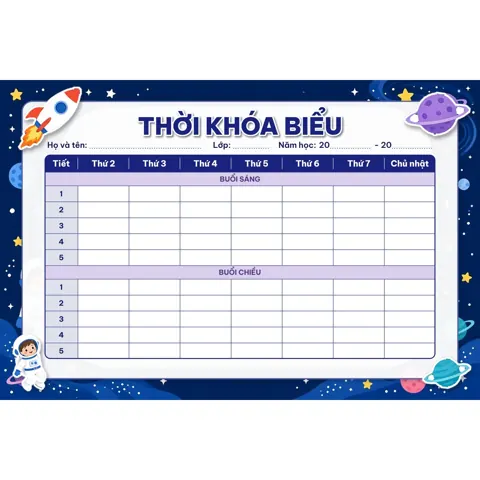 THỜI KHÓA BIỂU
Họ và tên: Lớp: Năm học: 20 - 20
Tiết Thứ 2 Thứ 3 Thứ 4 Thứ 5 Thứ 6 Thứ 7 Chủ nhật
BUỔI SÁNG
1
2
3
4
5
BUỔI CHIỀU
1
2
3
4
5